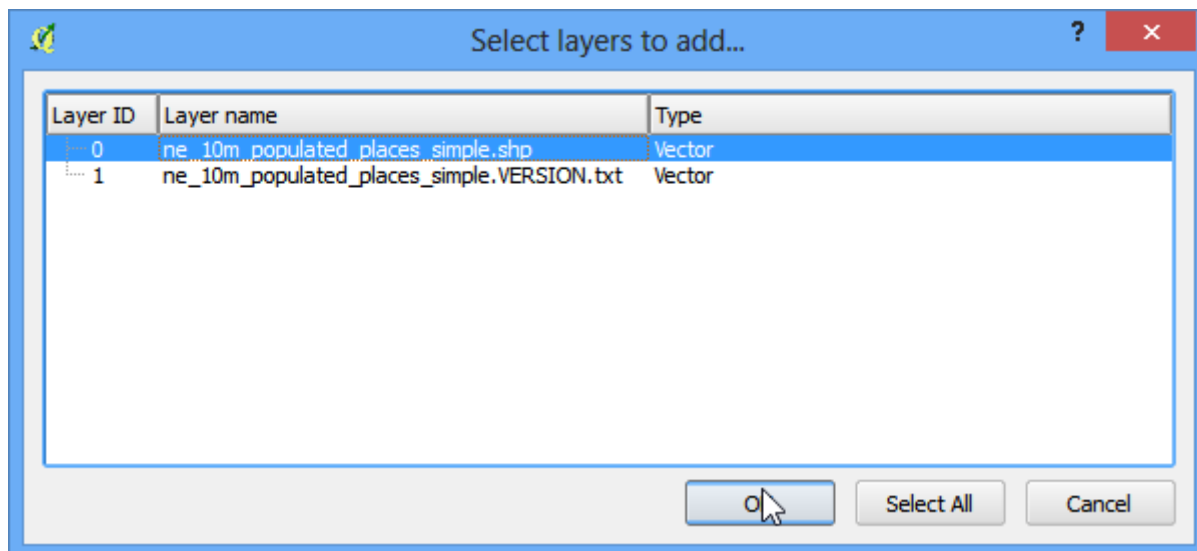 Select layers to add...
?
Layer ID Layer name Type
0 ne_10m_populated_places_simple.shp Vector
1 ne_10m_populated_places_simple.VERSION.txt Vector
Select All Cancel